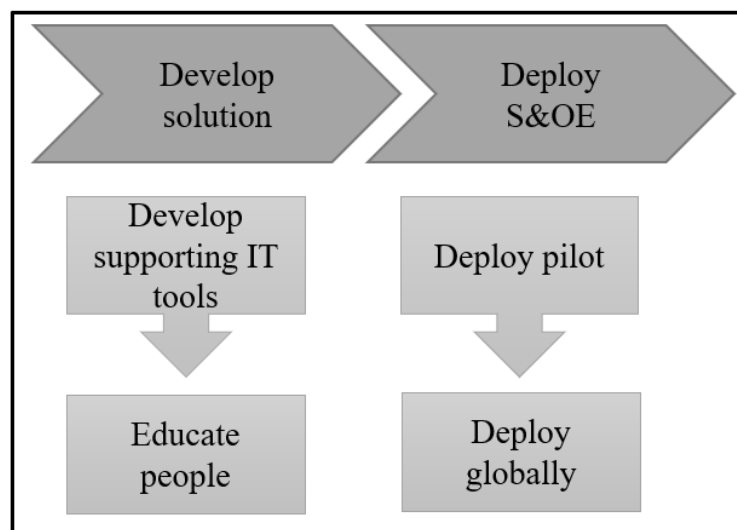 Develop
solution
Deploy
S&OE
Develop
supporting IT
tools
Deploy pilot
Educate
people
Deploy
globally